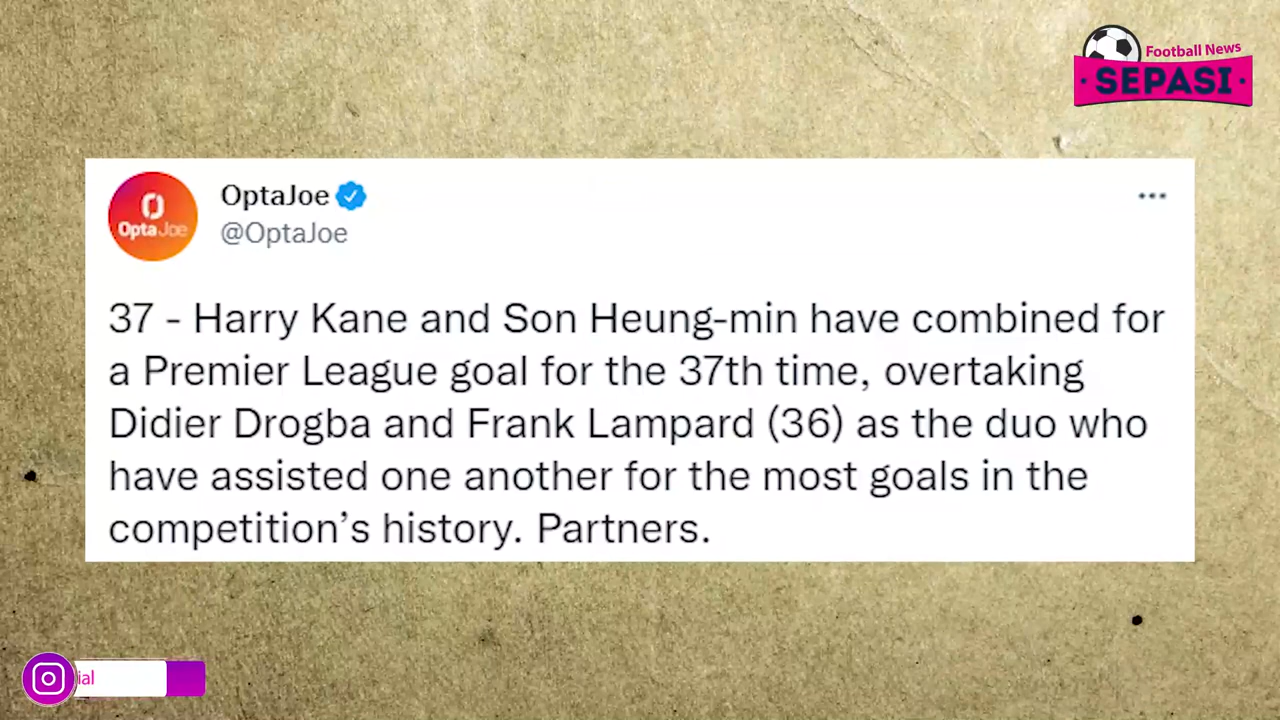 Football News
SEPASI
OptaJoe
OptaJoe
@OptaJoe
37 - Harry Kane and Son Heung-min have combined for
a Premier League goal for the 37th time, overtaking
Didier Drogba and Frank Lampard (36) as the duo who
have assisted one another for the most goals in the
competition’s history. Partners.
ial